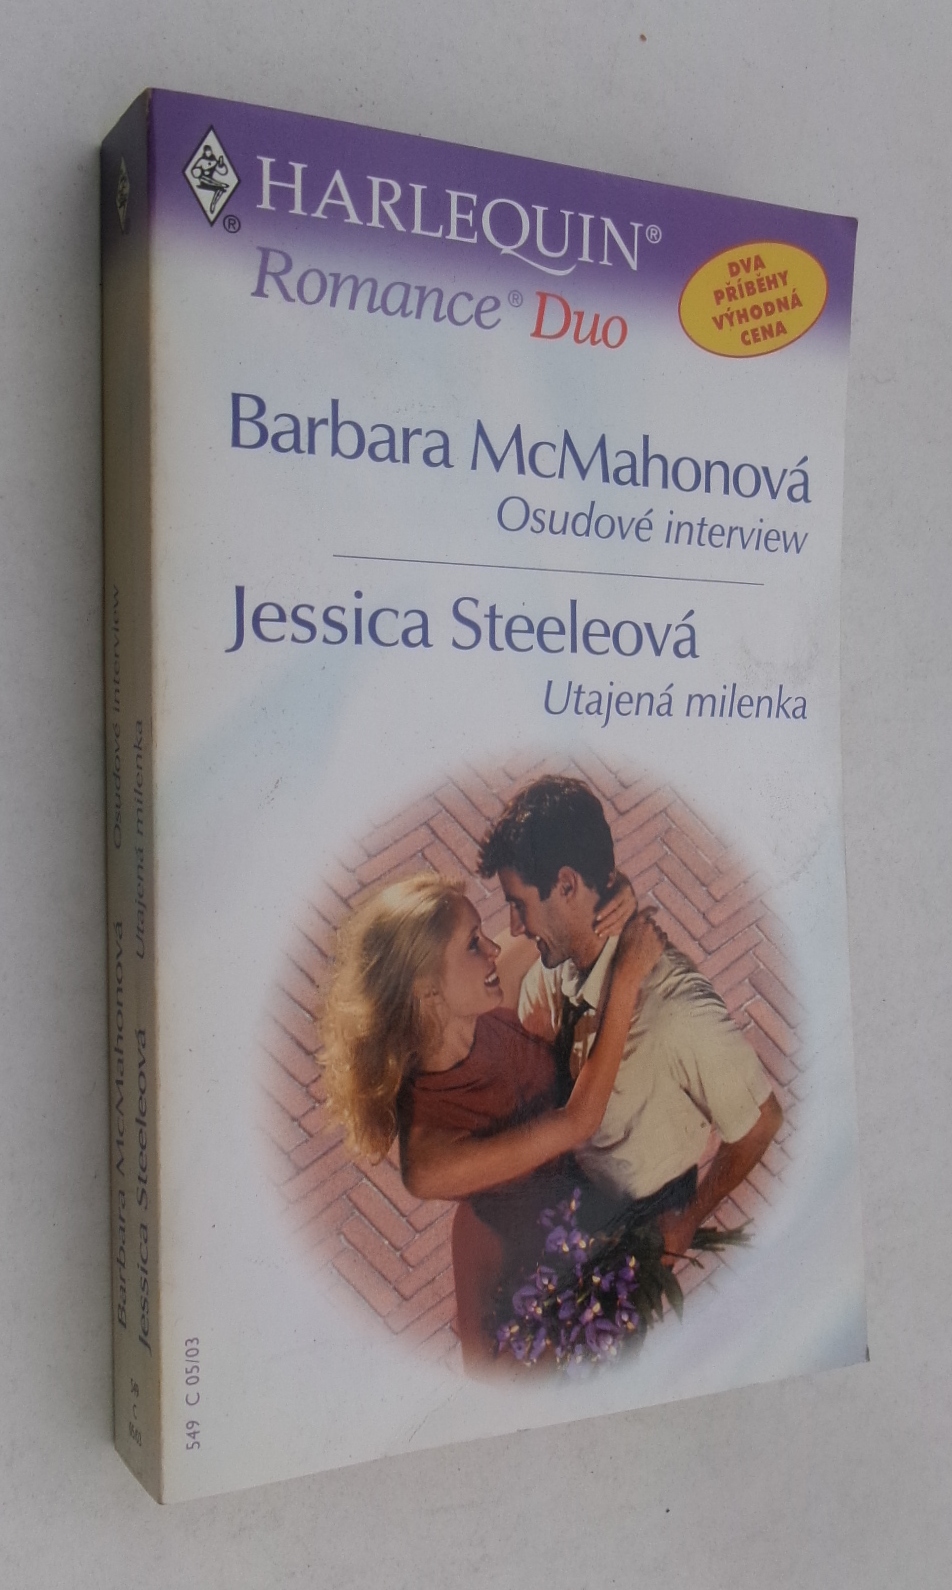 HARLEQUIN®
Romance® Duo
DVA
PŘÍBĚHY
VÝHODNÁ
CENA
Barbara McMahonová
Osudové interview
Jessica Steeleová
Utajená milenka
549 C 05/03
®
Barbara McMahonová Osudové interview
Jessica Steeleová Utajená milenka